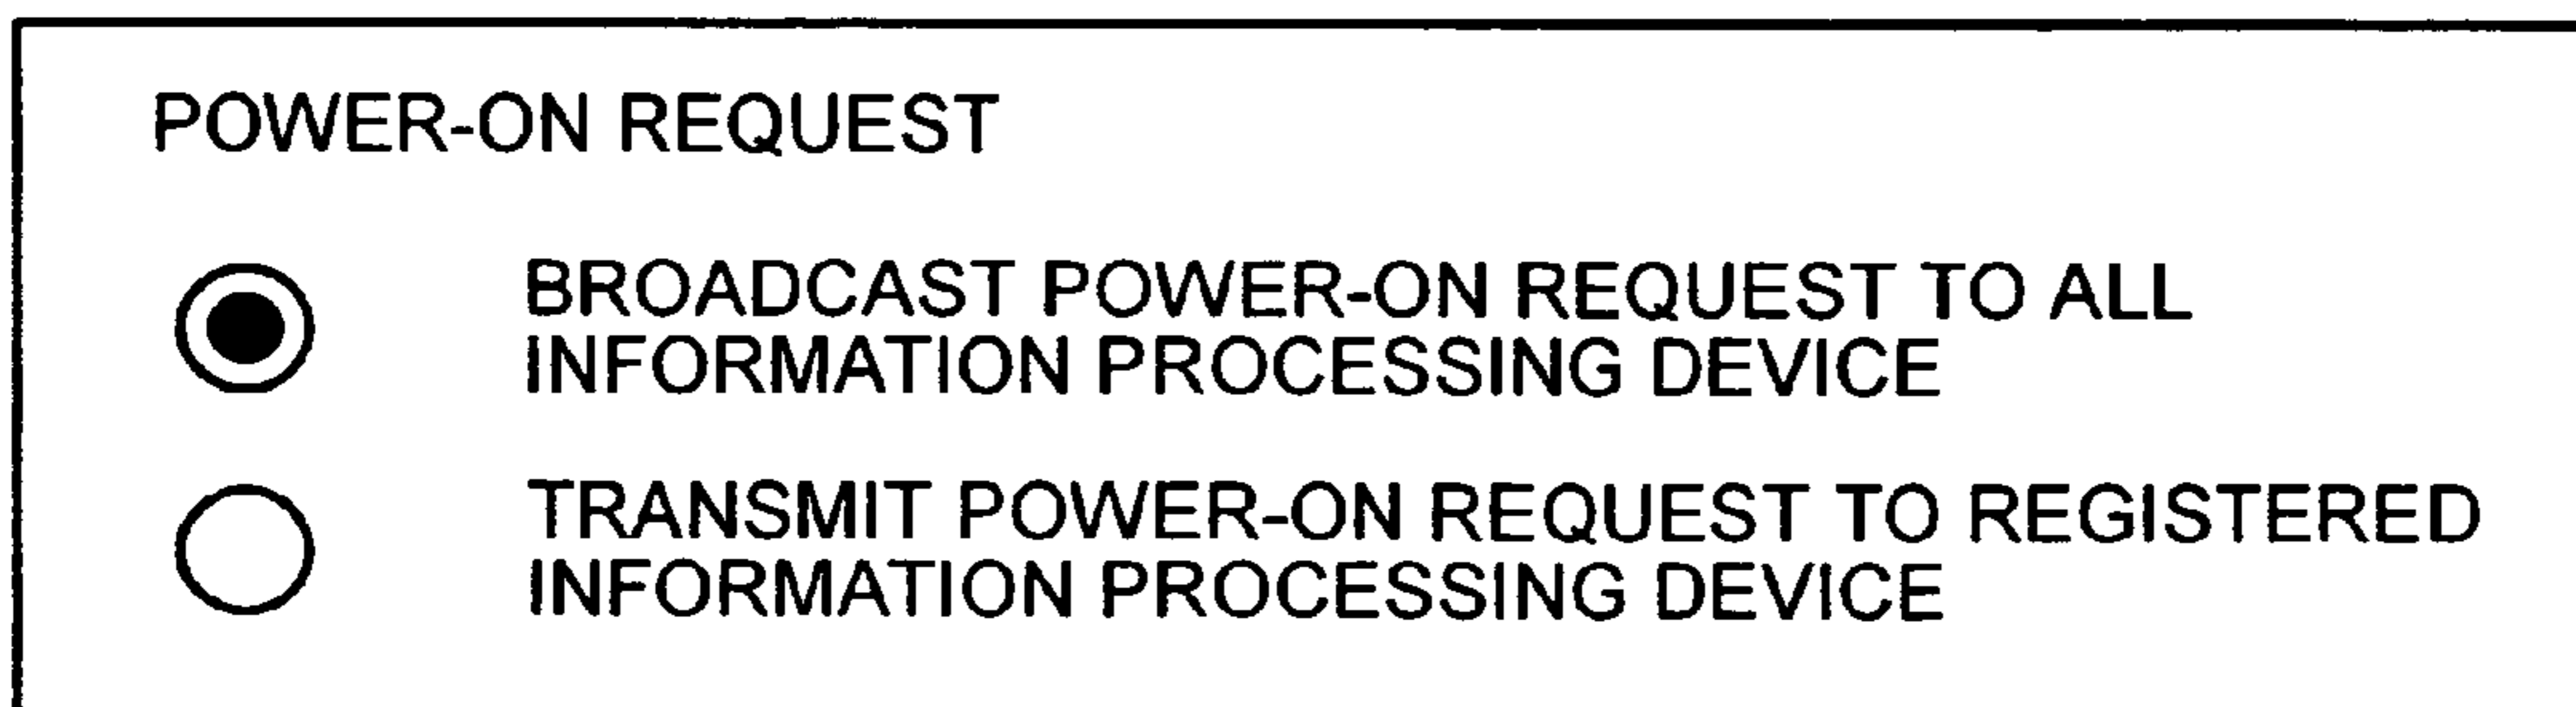 POWER-ON REQUEST
BROADCAST POWER-ON REQUEST TO ALL
INFORMATION PROCESSING DEVICE
TRANSMIT POWER-ON REQUEST TO REGISTERED
INFORMATION PROCESSING DEVICE